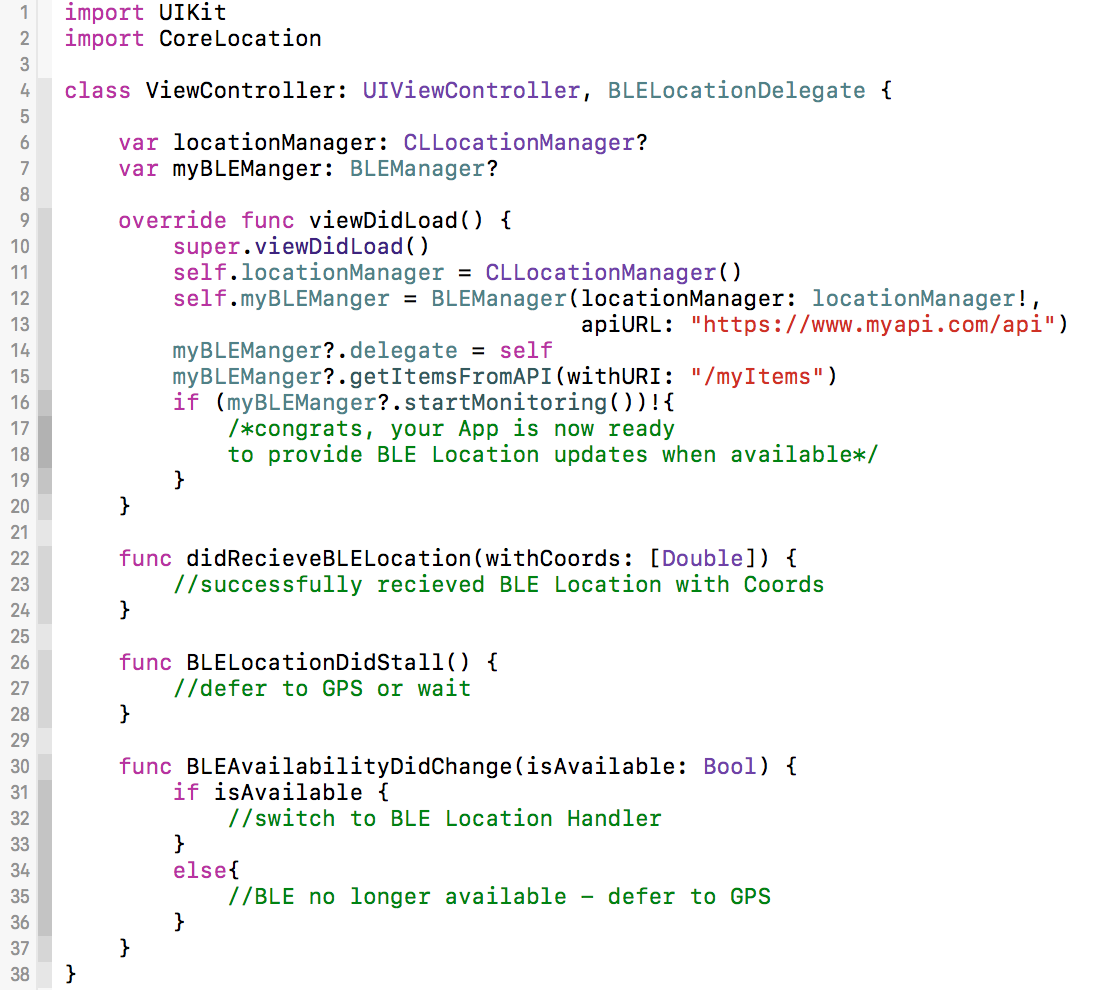 1 import UIKit
2 import CoreLocation
3
4 class ViewController: UIViewController, BLELocationDelegate {
5
6     var locationManager: CLLocationManager?
7     var myBLEManger: BLEManager?
8
9     override func viewDidLoad() {
10         super.viewDidLoad()
11         self.locationManager = CLLocationManager()
12         self.myBLEManger = BLEManager(locationManager: locationManager!,
13                                       apiURL: "https://www.myapi.com/api")
14         myBLEManger?.delegate = self
15         myBLEManger?.getItemsFromAPI(withURI: "/myItems")
16         if (myBLEManger?.startMonitoring())!{
17             /*congrats, your App is now ready
18             to provide BLE Location updates when available*/
19         }
20     }
21
22     func didRecieveBLELocation(withCoords: [Double]) {
23         //successfully recieved BLE Location with Coords
24     }
25
26     func BLELocationDidStall() {
27         //defer to GPS or wait
28     }
29
30     func BLEAvailabilityDidChange(isAvailable: Bool) {
31         if isAvailable {
32             //switch to BLE Location Handler
33         }
34         else{
35             //BLE no longer available – defer to GPS
36         }
37     }
38 }